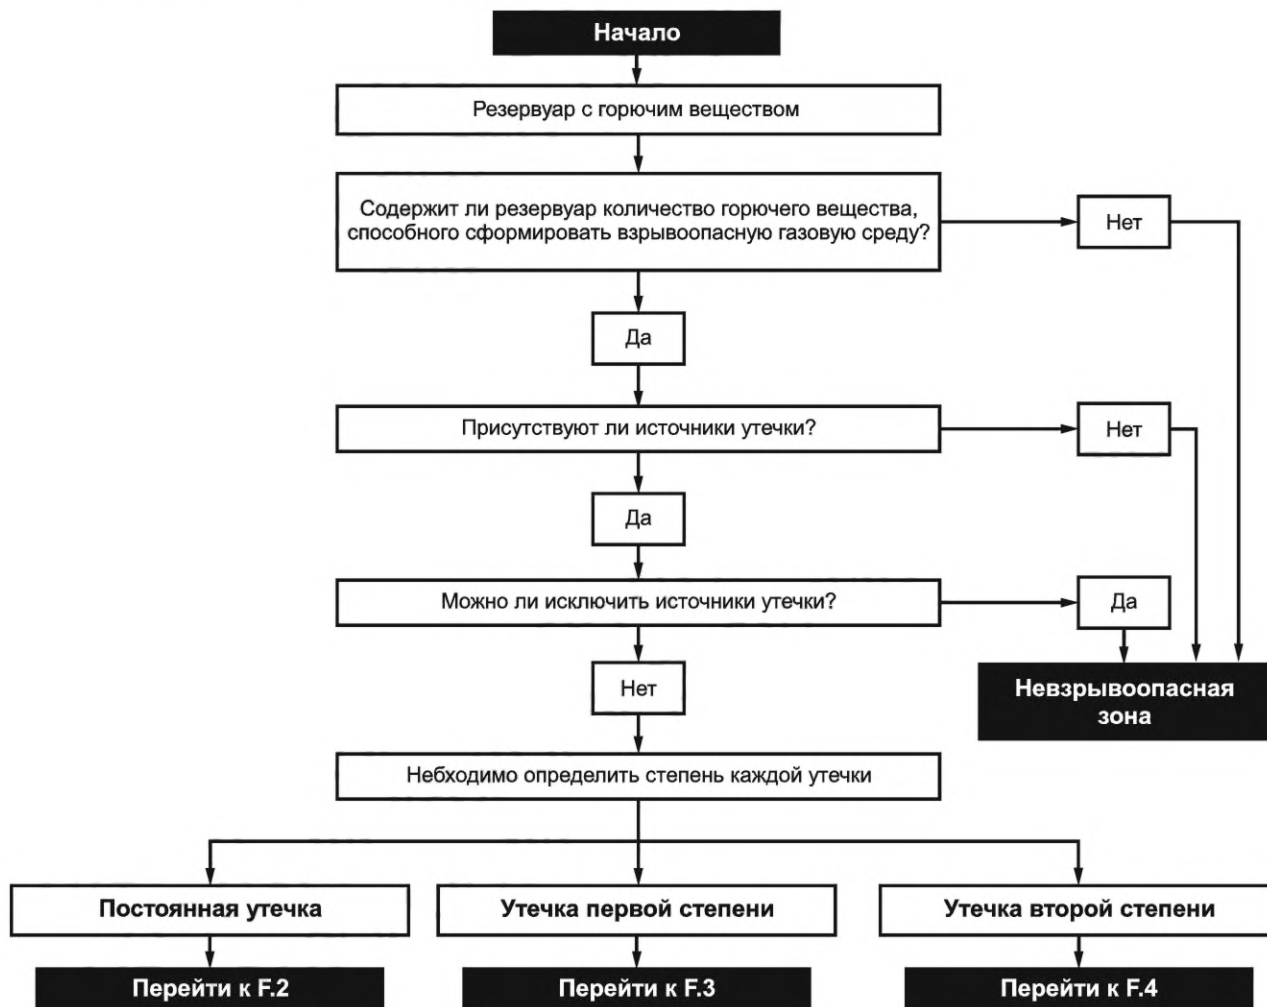 Начало
Резервуар с горючим веществом
Содержит ли резервуар количество горючего вещества,
способного сформировать взрывоопасную газовую среду?
Нет
Да
Присутствуют ли источники утечки?
Нет
Да
Можно ли исключить источники утечки?
Да
Нет
Невзрывоопасная
зона
Небходимо определить степень каждой утечки
Постоянная утечка
Утечка первой степени
Утечка второй степени
Перейти к F.2
Перейти к F.3
Перейти к F.4